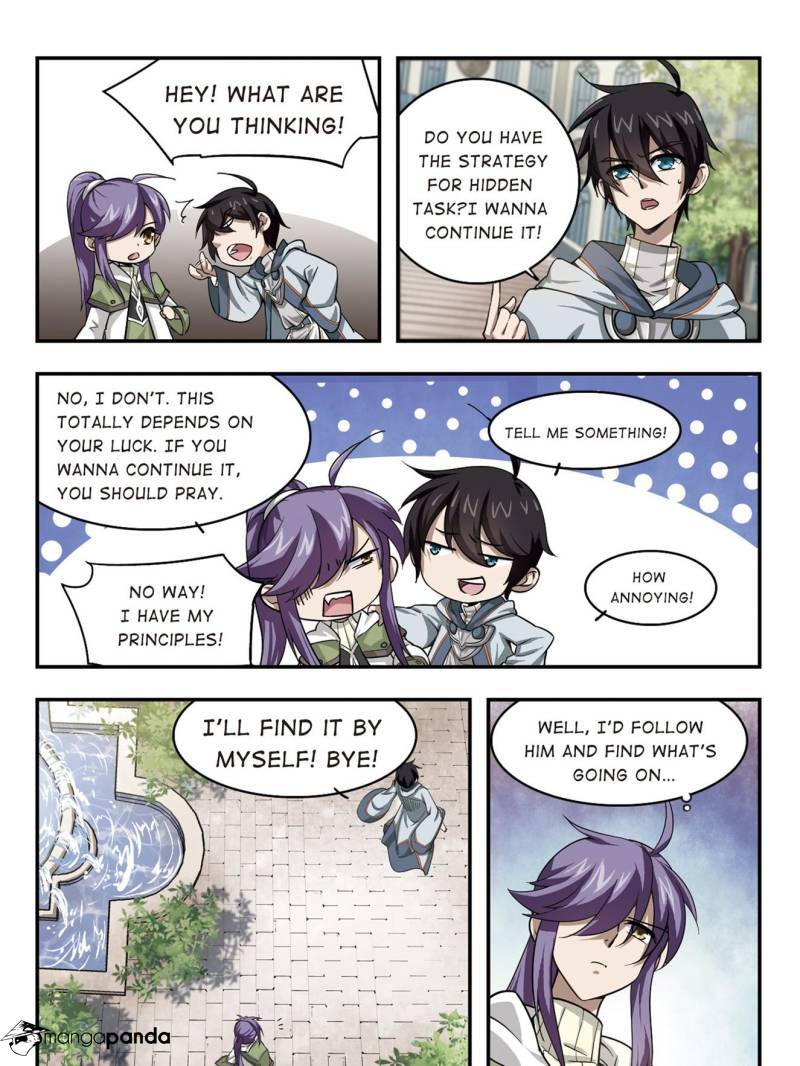 HEY! WHAT ARE
YOU THINKING!
DO YOU HAVE
THE STRATEGY
FOR HIDDEN
TASK?I WANNA
CONTINUE IT!
NO, I DON'T. THIS
TOTALLY DEPENDS ON
YOUR LUCK. IF YOU
WANNA CONTINUE IT,
YOU SHOULD PRAY.
TELL ME SOMETHING!
NO WAY!
I HAVE MY
PRINCIPLES!
HOW
ANNOYING!
I'LL FIND IT BY
MYSELF! BYE!
WELL, I'D FOLLOW
HIM AND FIND WHAT'S
GOING ON...
mangapanda